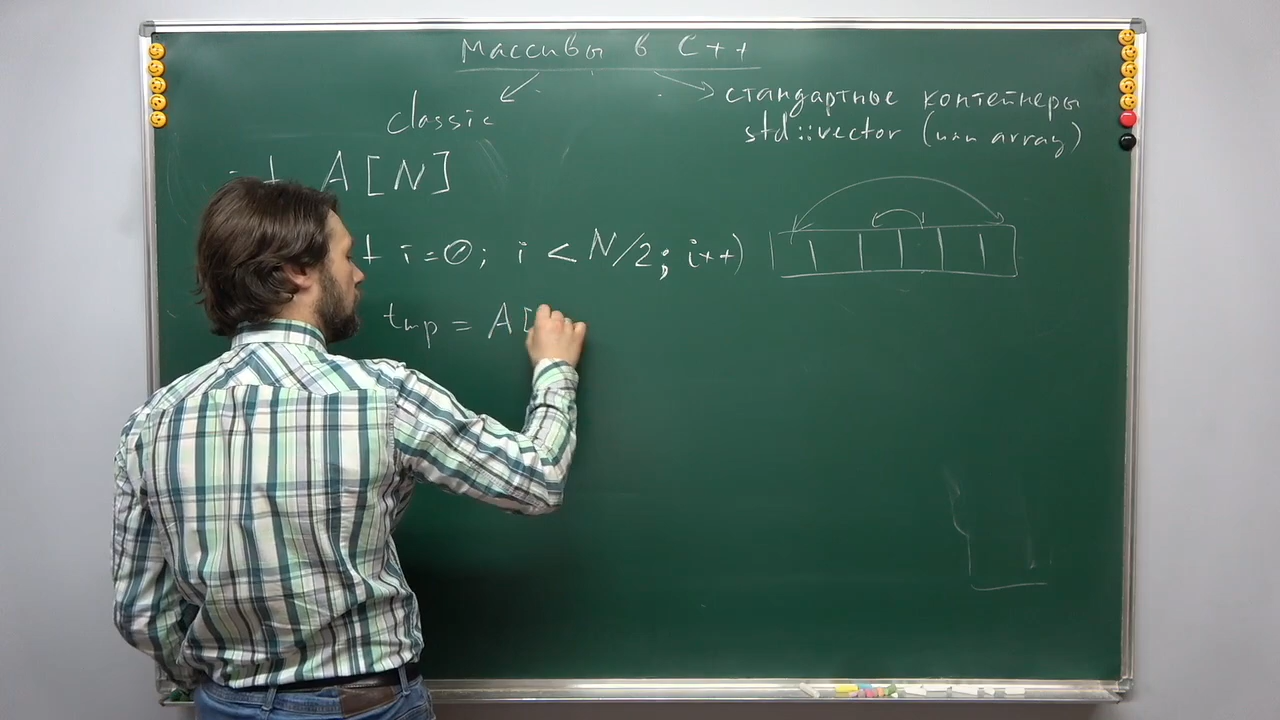 Массивы в C++
classic
стандартные контейнеры
std::vector (или array)
A[N]
i=0; i < N/2; i++)
tmp = A[